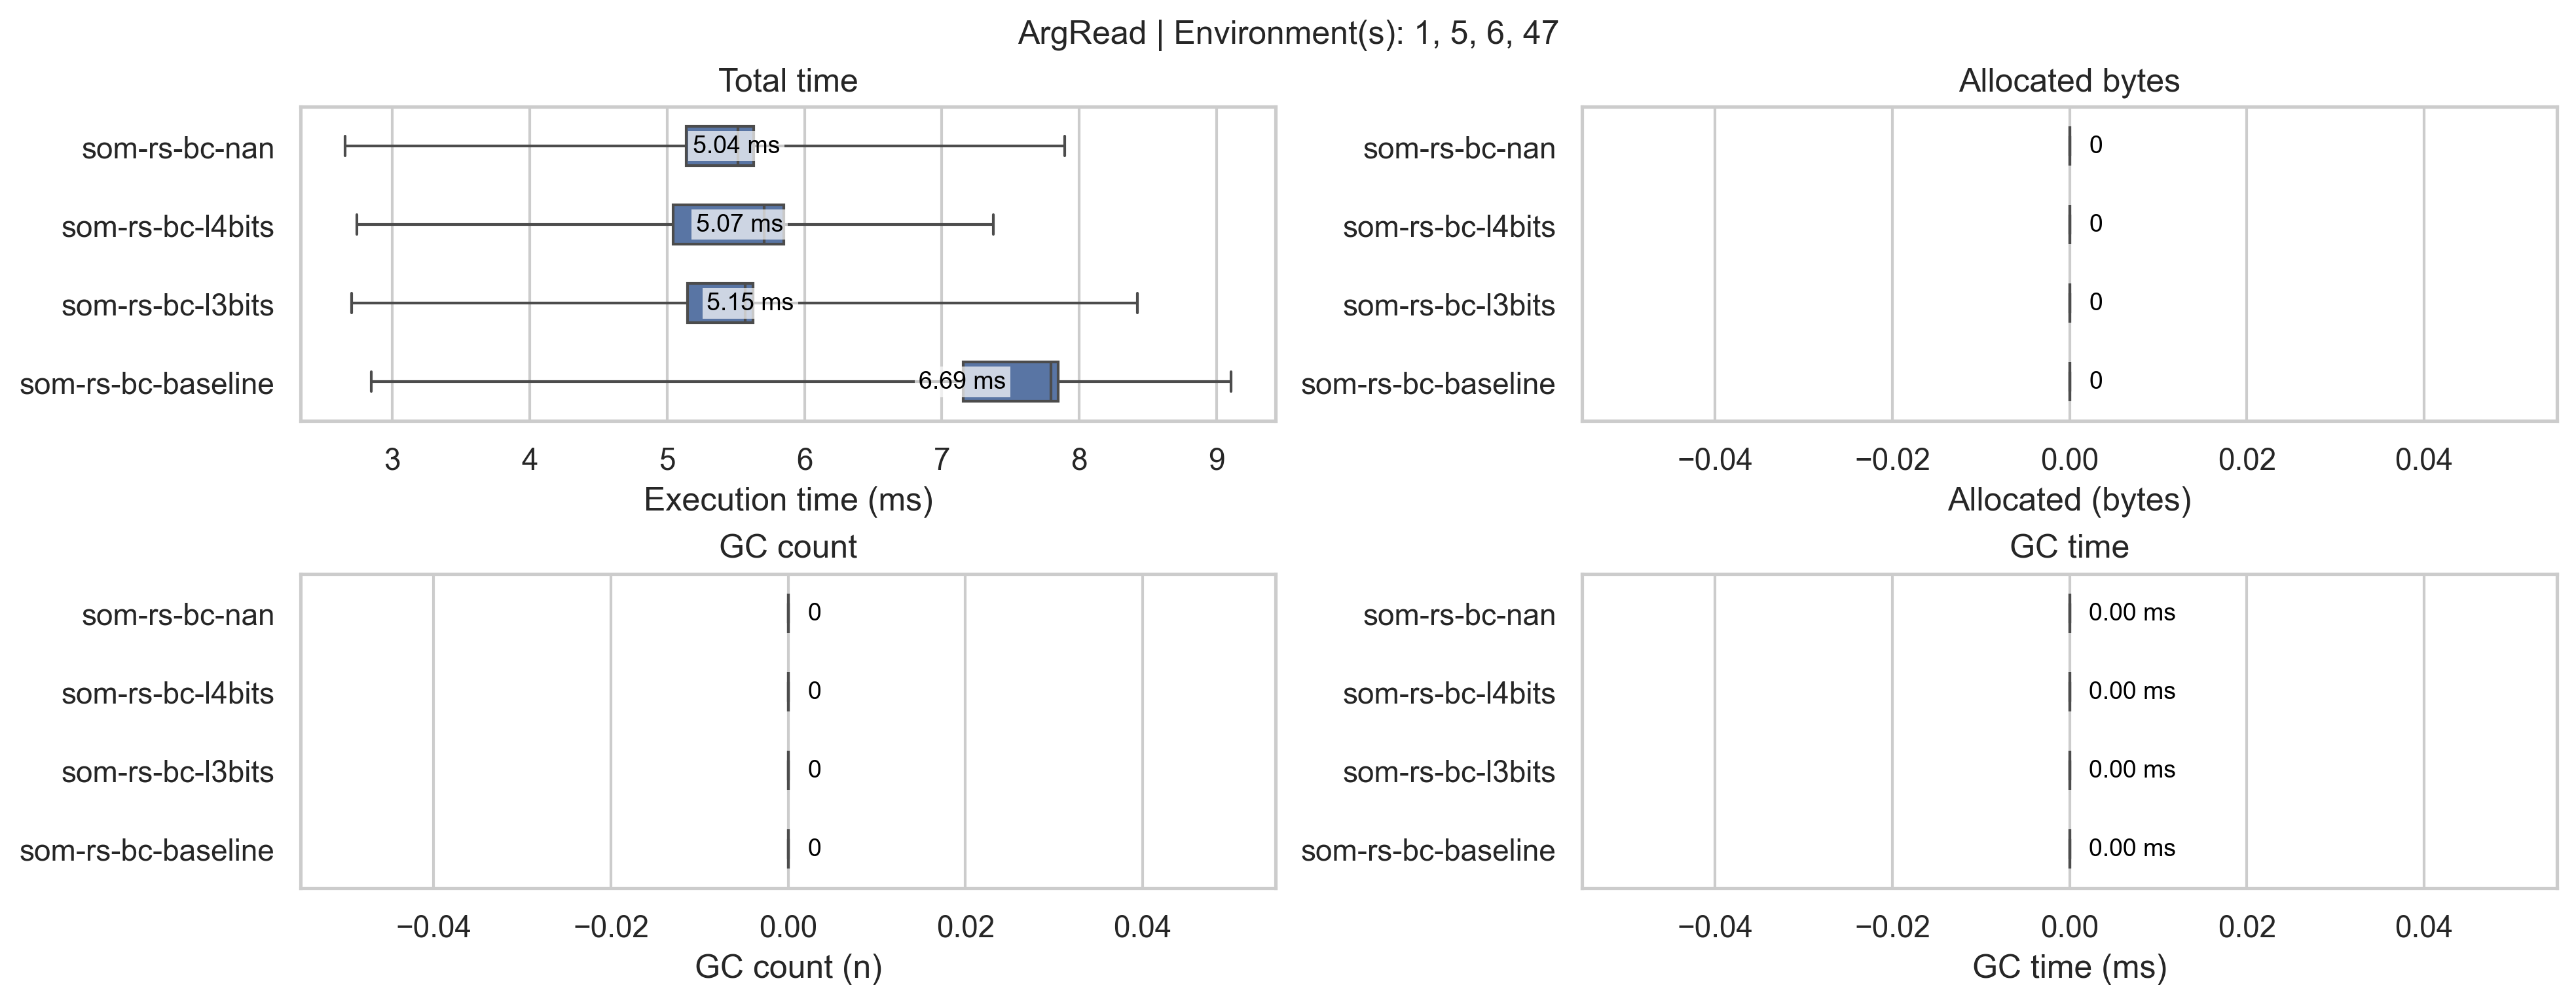 ArgRead | Environment(s): 1, 5, 6, 47
Total time
som-rs-bc-nan
5.04 ms
som-rs-bc-l4bits
5.07 ms
som-rs-bc-l3bits
5.15 ms
som-rs-bc-baseline
6.69 ms
3 4 5 6 7 8 9
Execution time (ms)
Allocated bytes
som-rs-bc-nan
0
som-rs-bc-l4bits
0
som-rs-bc-l3bits
0
som-rs-bc-baseline
0
−0.04 −0.02 0.00 0.02 0.04
Allocated (bytes)
GC count
som-rs-bc-nan
0
som-rs-bc-l4bits
0
som-rs-bc-l3bits
0
som-rs-bc-baseline
0
−0.04 −0.02 0.00 0.02 0.04
GC count (n)
GC time
som-rs-bc-nan
0.00 ms
som-rs-bc-l4bits
0.00 ms
som-rs-bc-l3bits
0.00 ms
som-rs-bc-baseline
0.00 ms
−0.04 −0.02 0.00 0.02 0.04
GC time (ms)